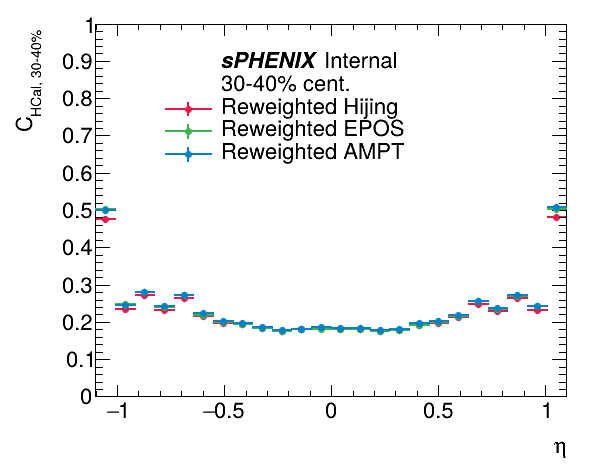 1
0.9
0.8
0.7
0.6
0.5
0.4
0.3
0.2
0.1
0
C_HCal, 30-40%
sPHENIX Internal
30-40% cent.
Reweighted Hijing
Reweighted EPOS
Reweighted AMPT
−1 −0.5 0 0.5 1
η